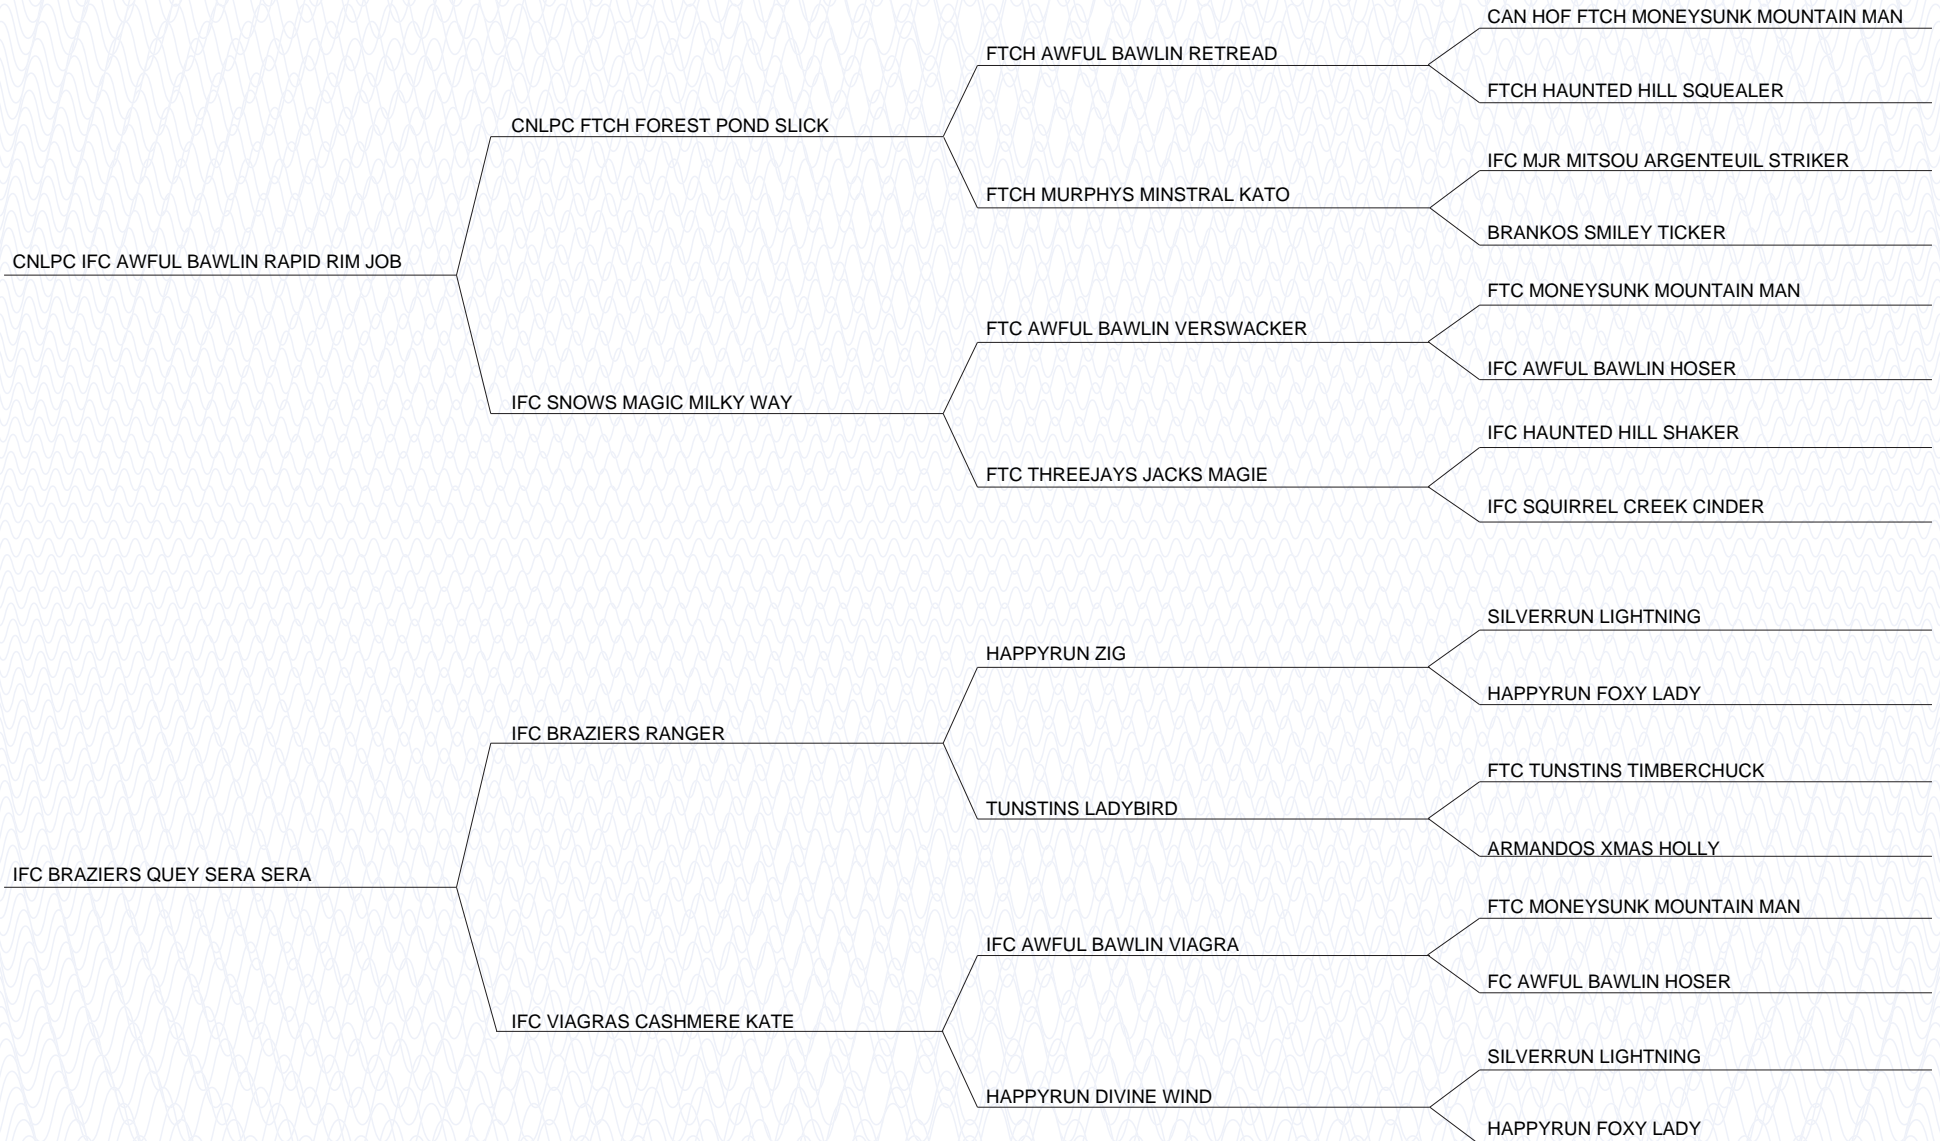 CAN HOF FTCH MONEYSUNK MOUNTAIN MAN
FTCH AWFUL BAWLIN RETREAD
FTCH HAUNTED HILL SQUEALER
CNLPC FTCH FOREST POND SLICK
IFC MJR MITSOU ARGENTEUIL STRIKER
FTCH MURPHYS MINSTRAL KATO
BRANKOS SMILEY TICKER
CNLPC IFC AWFUL BAWLIN RAPID RIM JOB
FTC MONEYSUNK MOUNTAIN MAN
FTC AWFUL BAWLIN VERSWACKER
IFC AWFUL BAWLIN HOSER
IFC SNOWS MAGIC MILKY WAY
IFC HAUNTED HILL SHAKER
FTC THREEJAYS JACKS MAGIE
IFC SQUIRREL CREEK CINDER
SILVERRUN LIGHTNING
HAPPYRUN ZIG
HAPPYRUN FOXY LADY
IFC BRAZIERS RANGER
FTC TUNSTINS TIMBERCHUCK
TUNSTINS LADYBIRD
ARMANDOS XMAS HOLLY
IFC BRAZIERS QUEY SERA SERA
FTC MONEYSUNK MOUNTAIN MAN
IFC AWFUL BAWLIN VIAGRA
FC AWFUL BAWLIN HOSER
IFC VIAGRAS CASHMERE KATE
SILVERRUN LIGHTNING
HAPPYRUN DIVINE WIND
HAPPYRUN FOXY LADY